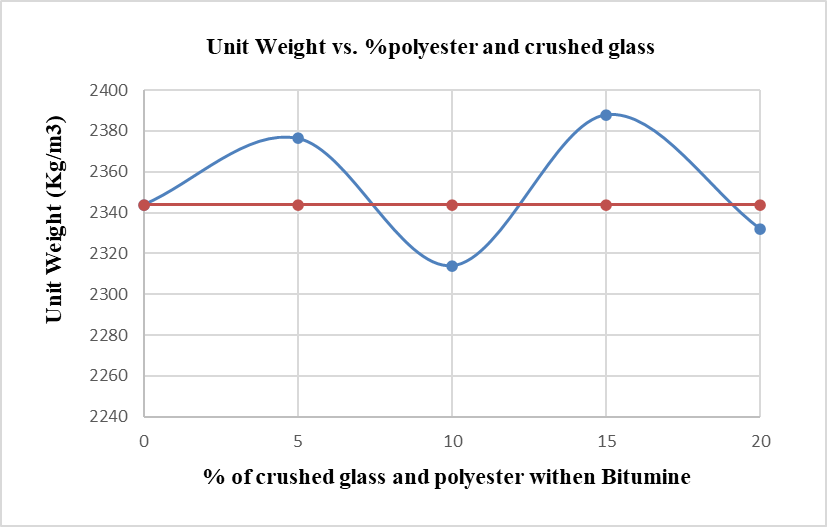 Unit Weight vs. %polyester and crushed glass
Unit Weight (Kg/m3)
2400
2380
2360
2340
2320
2300
2280
2260
2240
0 5 10 15 20
% of crushed glass and polyester withen Bitumine